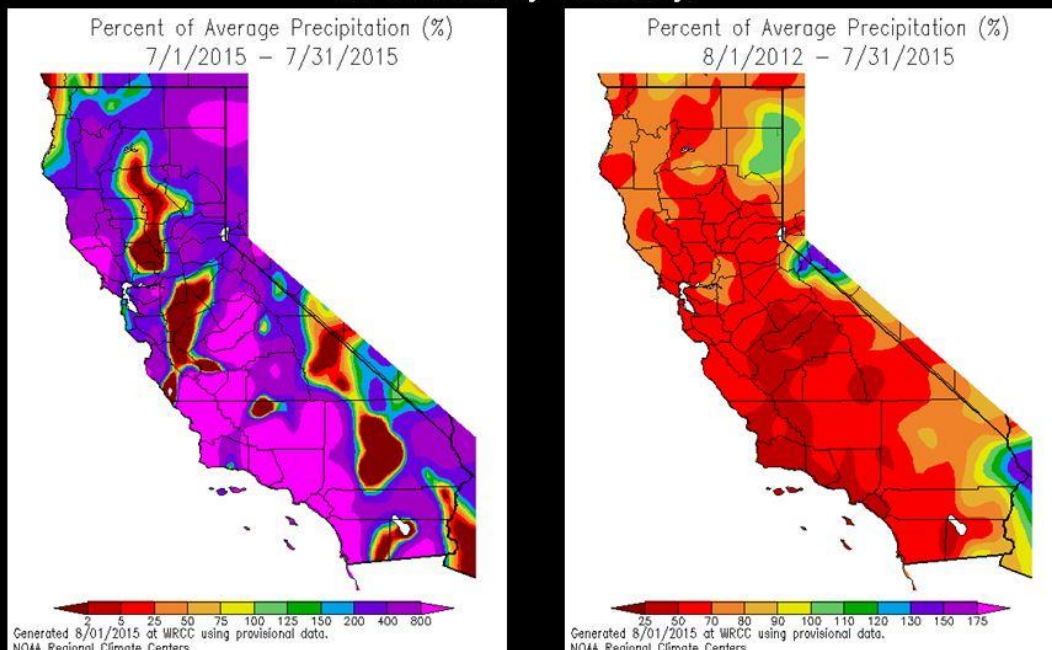 Percent of Average Precipitation (%)
7/1/2015 – 7/31/2015
2 5 25 50 75 100 125 150 200 400 800
Generated 8/01/2015 at WRCC using provisional data.
NOAA Regional Climate Centers
Percent of Average Precipitation (%)
8/1/2012 – 7/31/2015
25 50 70 80 90 100 110 120 130 150 175
Generated 8/01/2015 at WRCC using provisional data.
NOAA Regional Climate Centers